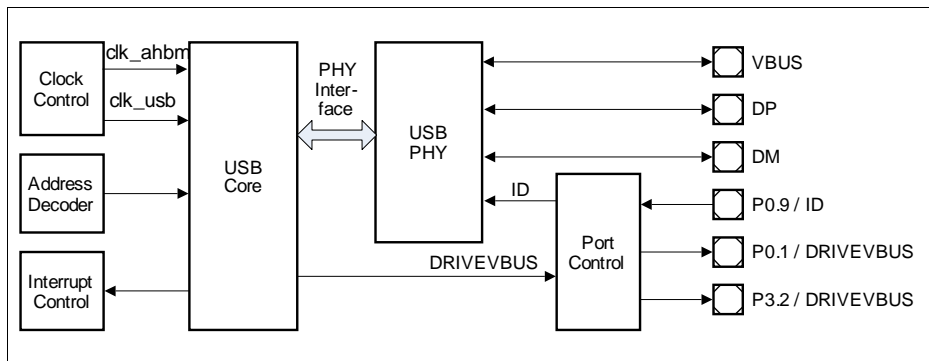 clk_ahbm
Clock
Control
clk_usb
Address
Decoder
Interrupt
Control
USB
Core
PHY
Inter-
face
USB
PHY
ID
DRIVEVBUS
Port
Control
VBUS
DP
DM
P0.9 / ID
P0.1 / DRIVEVBUS
P3.2 / DRIVEVBUS